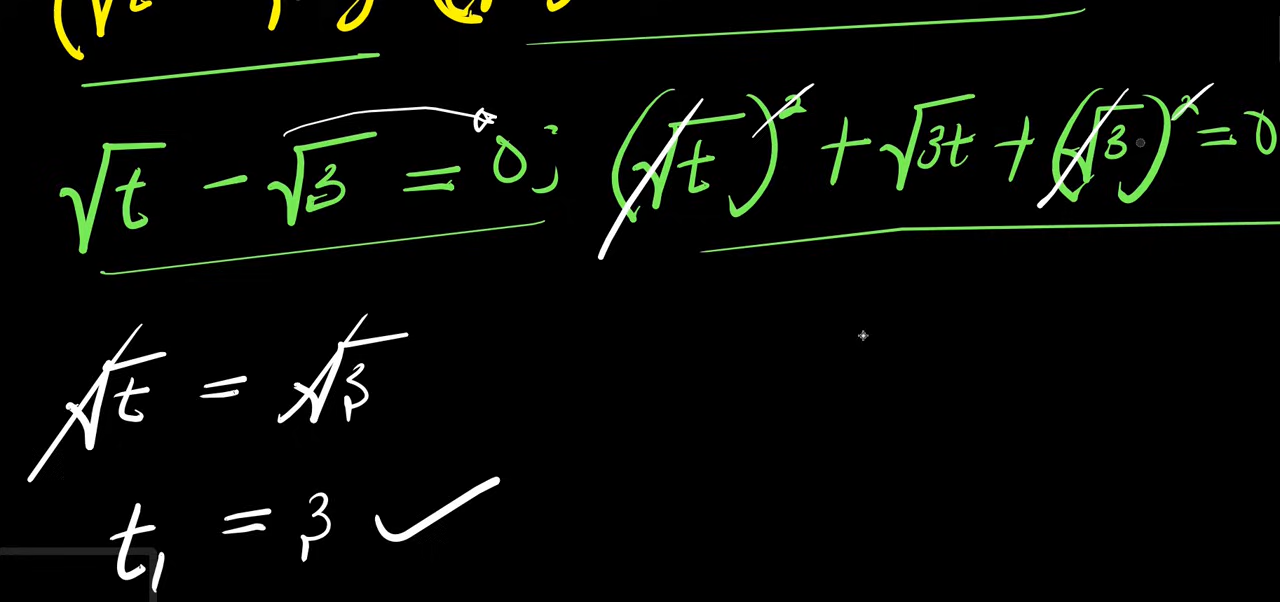 √t − √3 = 0; (√t)² + √3t + (√3)² = 0
√t = √3
t₁ = 3 ✓